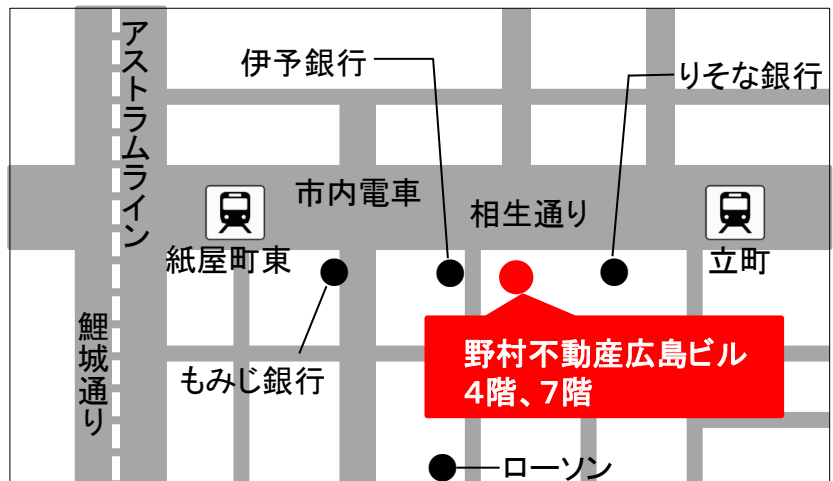 アストラムライン
伊予銀行
りそな銀行
市内電車
相生通り
紙屋町東
立町
鯉城通り
もみじ銀行
野村不動産広島ビル
4階、7階
ローソン